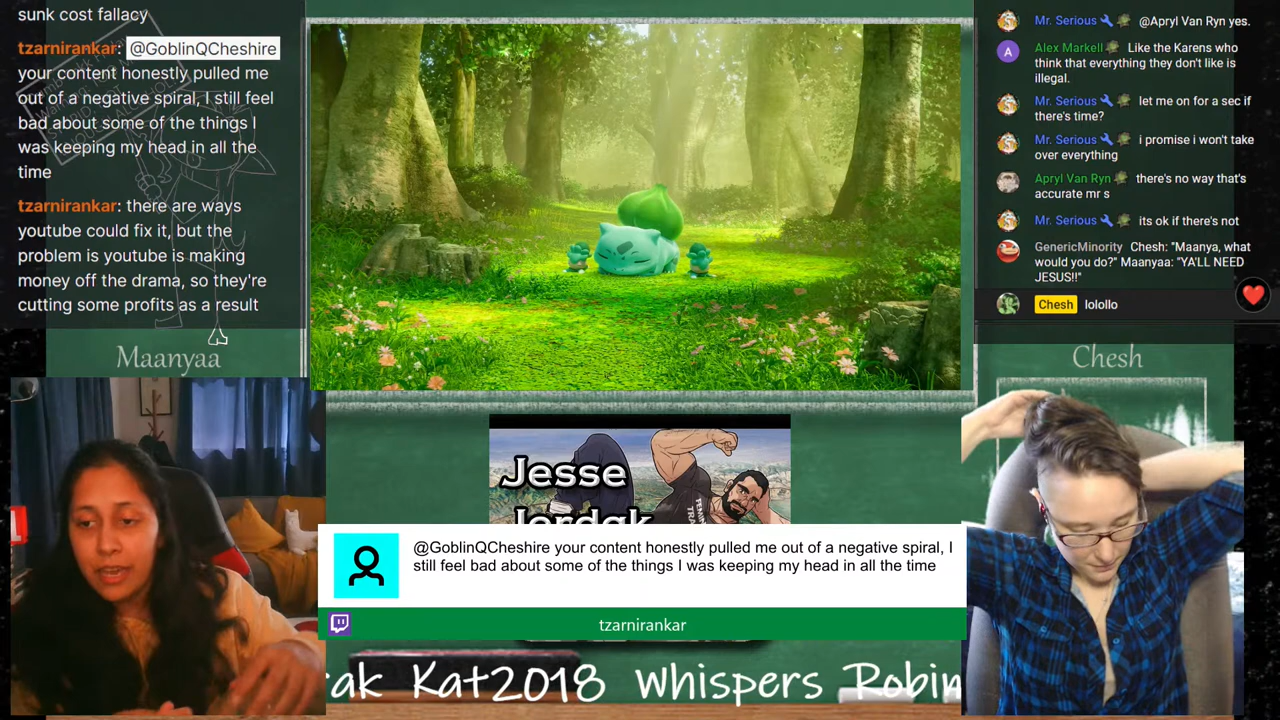 sunk cost fallacy
tzarnirankar: @GoblinQCheshire
your content honestly pulled me
out of a negative spiral, I still feel
bad about some of the things I
was keeping my head in all the
time
tzarnirankar: there are ways
youtube could fix it, but the
problem is youtube is making
money off the drama, so they're
cutting some profits as a result
Maanyaa
Mr. Serious @Apryl Van Ryn yes.
A Alex Markell Like the Karens who
think that everything they don't like is
illegal.
Mr. Serious let me on for a sec if
there's time?
Mr. Serious i promise i won't take
over everything
Apryl Van Ryn there's no way that's
accurate mr s
Mr. Serious its ok if there's not
GenericMinority Chesh: "Maanya, what
would you do?" Maanyaa: "YA'LL NEED
JESUS!!"
Chesh lolollo
Chesh
Jesse
Jerdak
@GoblinQCheshire your content honestly pulled me out of a negative spiral, I
still feel bad about some of the things I was keeping my head in all the time
tzarnirankar
rak Kat2018 Whispers Robin